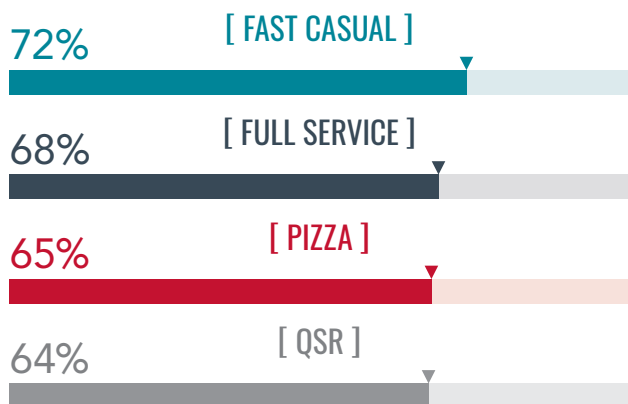 [ FAST CASUAL ]
72%
[ FULL SERVICE ]
68%
[ PIZZA ]
65%
[ QSR ]
64%